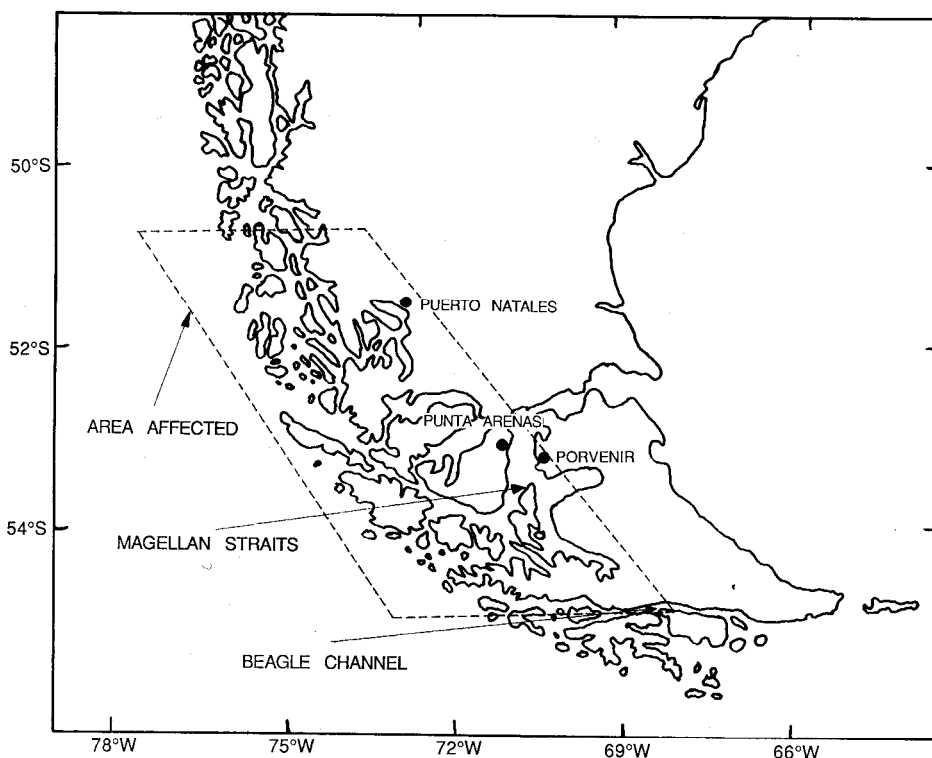 50°S
PUERTO NATALES
52°S
AREA AFFECTED
PUNTA ARENAS
PORVENIR
54°S
MAGELLAN STRAITS
BEAGLE CHANNEL
78°W 75°W 72°W 69°W 66°W